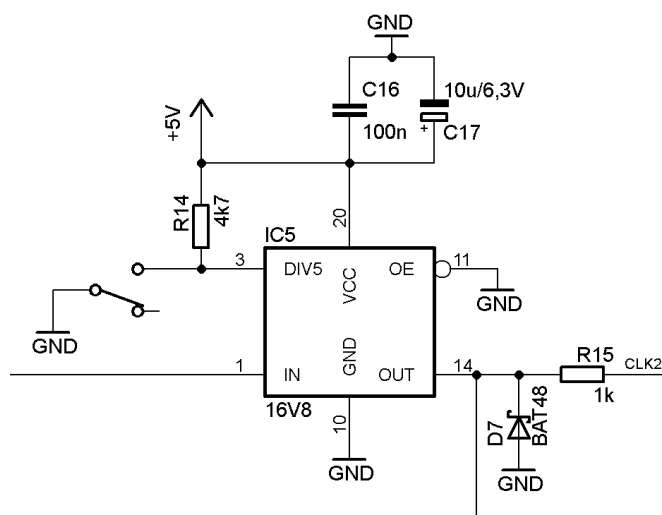 GND
C16
10u/6,3V
100n
+
C17
+5V
R14
4k7
20
IC5
3
DIV5
VCC
OE
11
GND
GND
1
IN
GND
OUT
14
R15
CLK2
1k
16V8
10
D7
BAT48
GND
GND